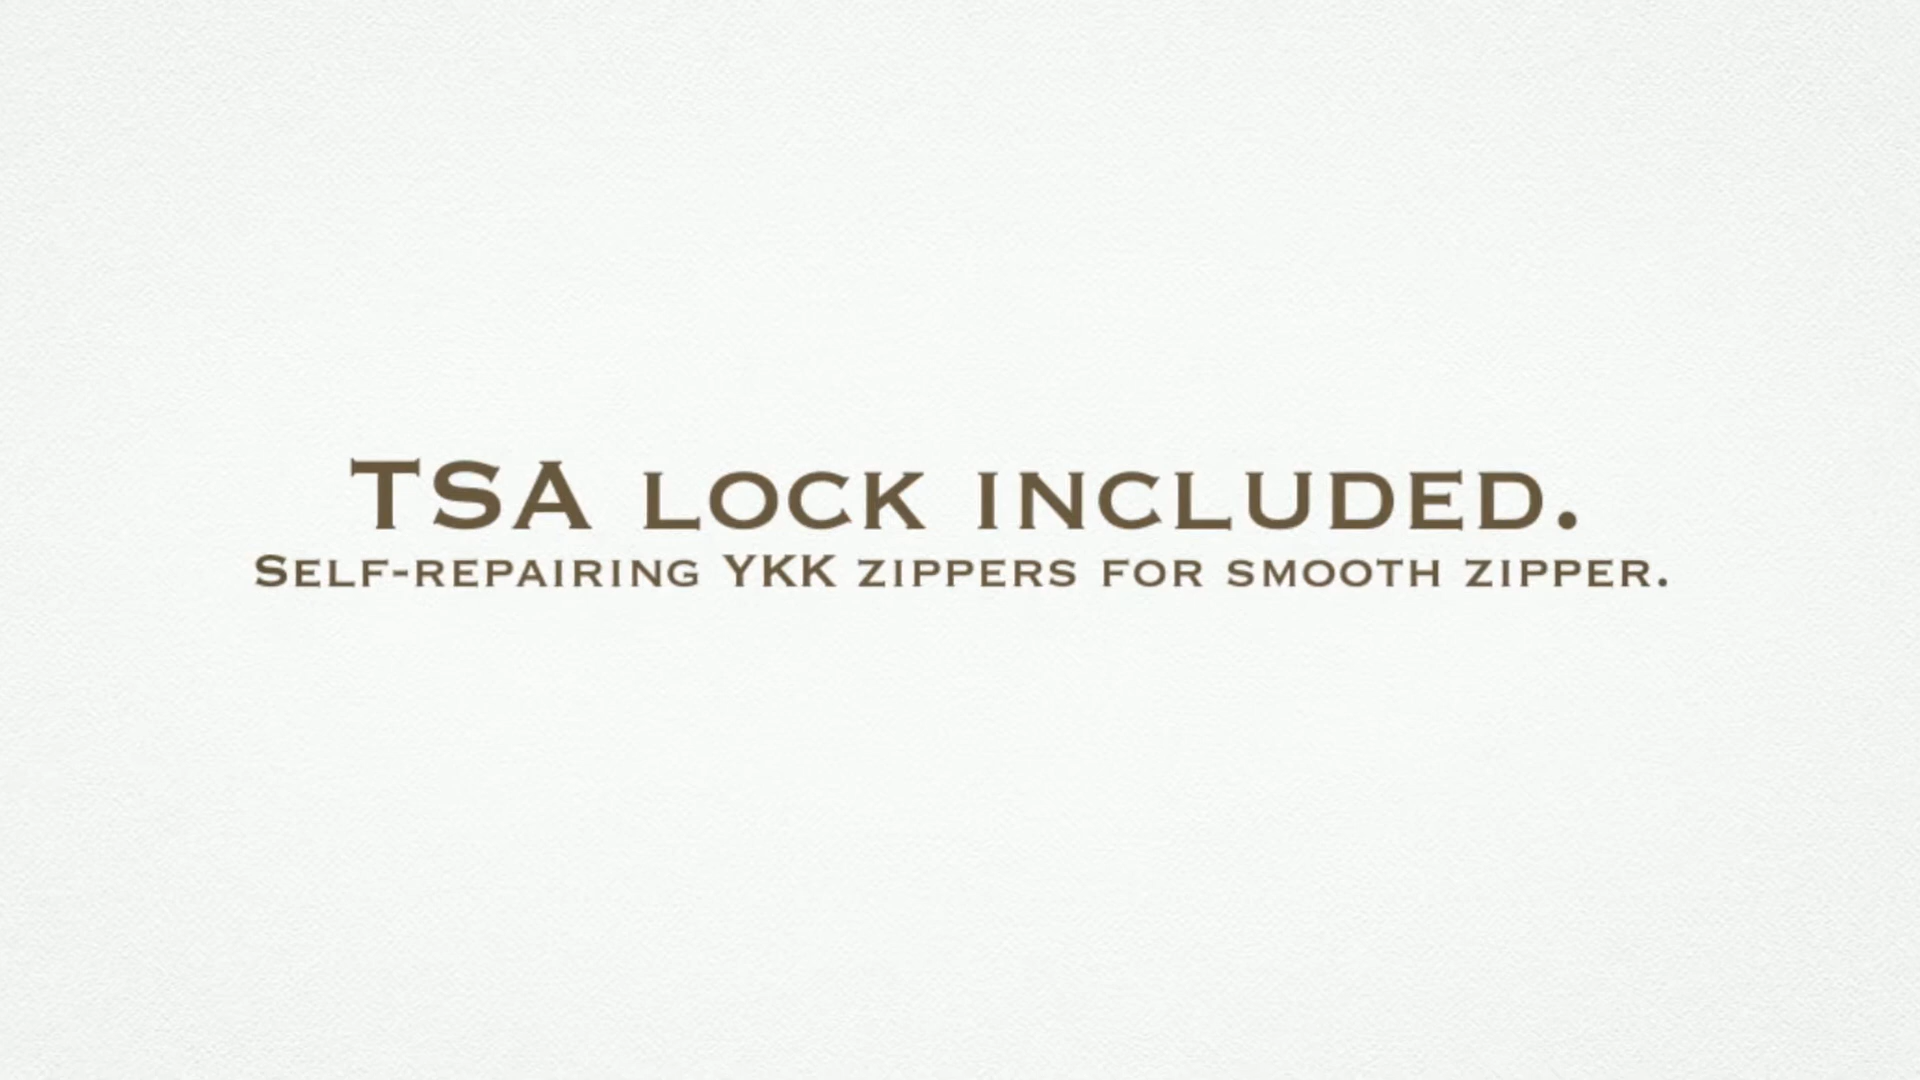 TSA LOCK INCLUDED.
SELF-REPAIRING YKK ZIPPERS FOR SMOOTH ZIPPER.